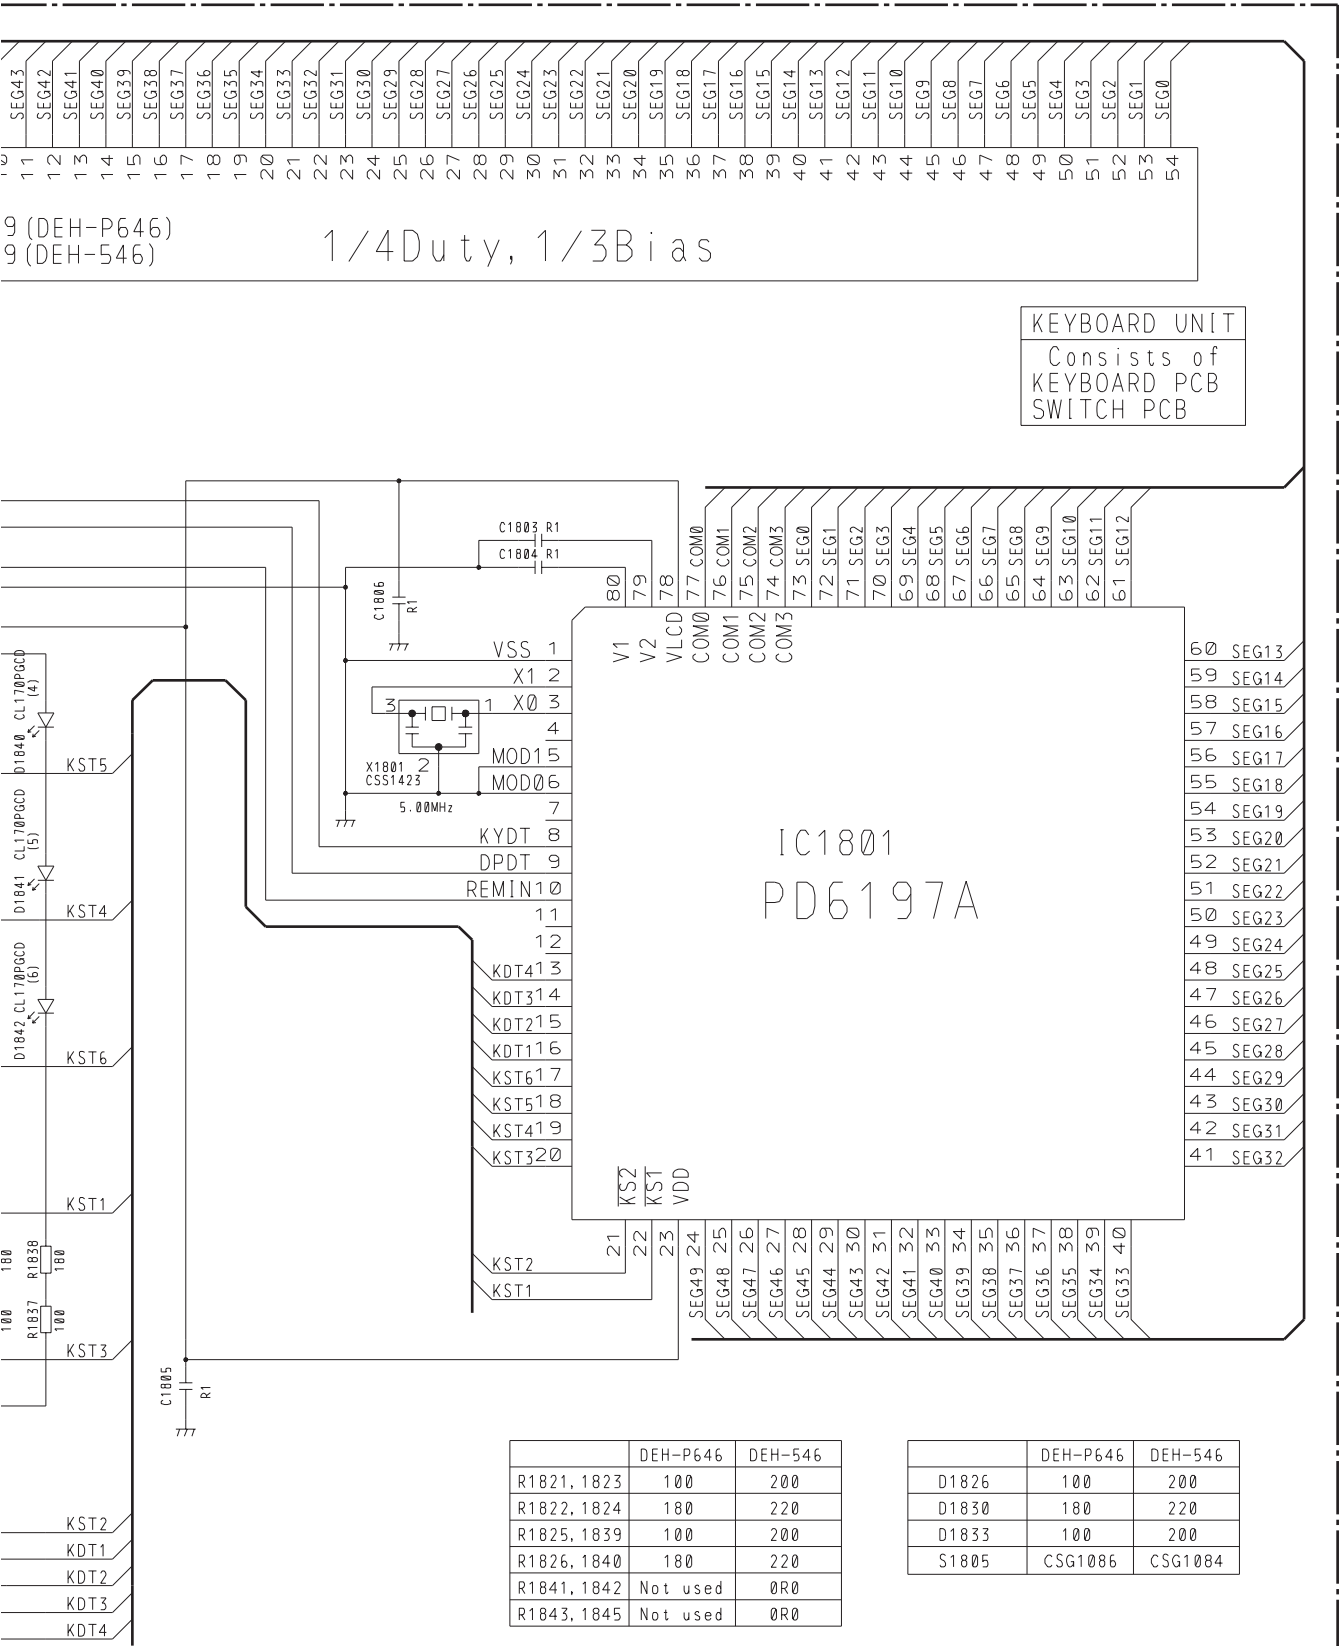 SEG43 SEG42 SEG41 SEG40 SEG39 SEG38 SEG37 SEG36 SEG35 SEG34 SEG33 SEG32 SEG31 SEG30 SEG29 SEG28 SEG27 SEG26 SEG25 SEG24 SEG23 SEG22 SEG21 SEG20 SEG19 SEG18 SEG17 SEG16 SEG15 SEG14 SEG13 SEG12 SEG11 SEG10 SEG9 SEG8 SEG7 SEG6 SEG5 SEG4 SEG3 SEG2 SEG1 SEG0
11 12 13 14 15 16 17 18 19 20 21 22 23 24 25 26 27 28 29 30 31 32 33 34 35 36 37 38 39 40 41 42 43 44 45 46 47 48 49 50 51 52 53 54
9 (DEH-P646)
9 (DEH-546)
1/4Duty, 1/3Bias
KEYBOARD UNIT
Consists of
KEYBOARD PCB
SWITCH PCB
C1803 R1
C1804 R1
C1806 R1
80 79 78 77 COM0 76 COM1 75 COM2 74 COM3 73 SEG0 72 SEG1 71 SEG2 70 SEG3 69 SEG4 68 SEG5 67 SEG6 66 SEG7 65 SEG8 64 SEG9 63 SEG10 62 SEG11 61 SEG12
V1 V2 VLCD COM0 COM1 COM2 COM3
VSS 1
X1 2
X0 3
4
MOD1 5
MOD0 6
7
KYDT 8
DPDT 9
REMIN 10
11
12
KDT4 13
KDT3 14
KDT2 15
KDT1 16
KST6 17
KST5 18
KST4 19
KST3 20
3 1
2
X1801
CSS1423
5.00MHz
IC1801
PD6197A
60 SEG13
59 SEG14
58 SEG15
57 SEG16
56 SEG17
55 SEG18
54 SEG19
53 SEG20
52 SEG21
51 SEG22
50 SEG23
49 SEG24
48 SEG25
47 SEG26
46 SEG27
45 SEG28
44 SEG29
43 SEG30
42 SEG31
41 SEG32
KS2 KS1 VDD
21 22 23
SEG49 24 SEG48 25 SEG47 26 SEG46 27 SEG45 28 SEG44 29 SEG43 30 SEG42 31 SEG41 32 SEG40 33 SEG39 34 SEG38 35 SEG37 36 SEG36 37 SEG35 38 SEG34 39 SEG33 40
KST2
KST1
D1840 CL170PGCD
(4)
KST5
D1841 CL170PGCD
(5)
KST4
D1842 CL170PGCD
(6)
KST6
KST1
180 R1838 180
100 R1837 100
KST3
C1805 R1
KST2
KDT1
KDT2
KDT3
KDT4
DEH-P646 DEH-546
R1821, 1823 100 200
R1822, 1824 180 220
R1825, 1839 100 200
R1826, 1840 180 220
R1841, 1842 Not used 0R0
R1843, 1845 Not used 0R0
DEH-P646 DEH-546
D1826 100 200
D1830 180 220
D1833 100 200
S1805 CSG1086 CSG1084